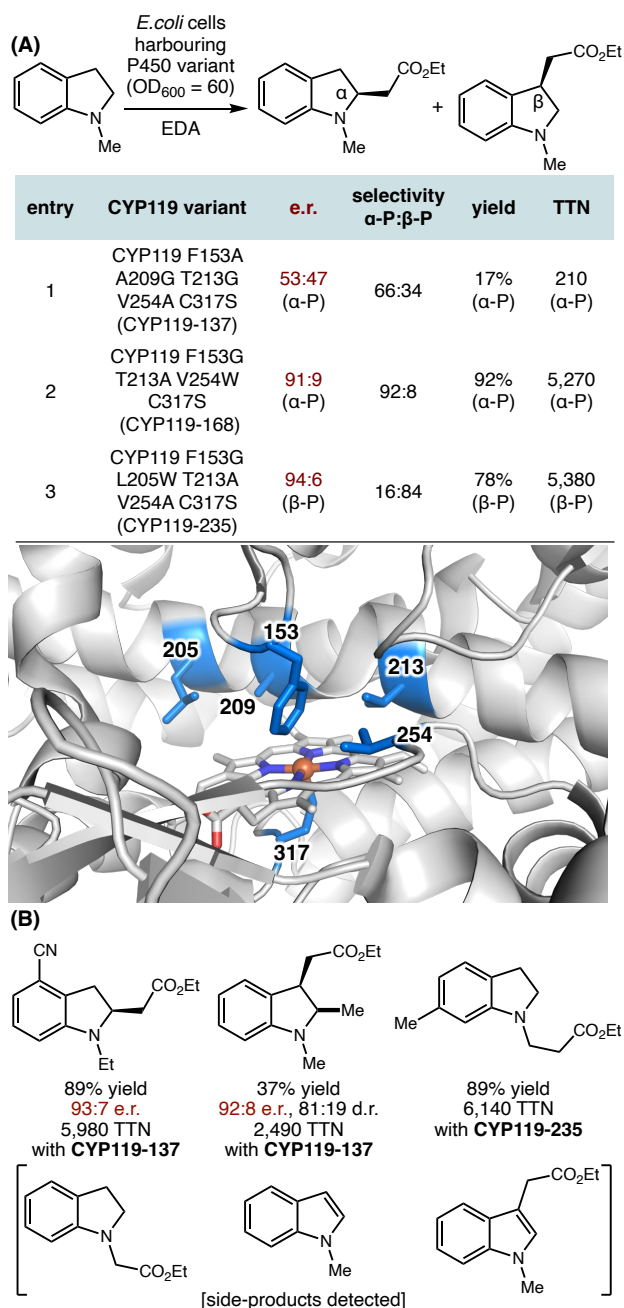 (A)
E.coli cells
harbouring
P450 variant
(OD600 = 60)
EDA
N
Me
α
CO2Et
N
Me
+
CO2Et
β
N
Me
entry CYP119 variant e.r. selectivity α-P:β-P yield TTN
1
CYP119 F153A
A209G T213G
V254A C317S
(CYP119-137)
53:47
(α-P)
66:34
17%
(α-P)
210
(α-P)
2
CYP119 F153G
T213A V254W
C317S
(CYP119-168)
91:9
(α-P)
92:8
92%
(α-P)
5,270
(α-P)
3
CYP119 F153G
L205W T213A
V254A C317S
(CYP119-235)
94:6
(β-P)
16:84
78%
(β-P)
5,380
(β-P)
205
153
213
209
254
317
(B)
CN
CO2Et
N
Et
89% yield
93:7 e.r.
5,980 TTN
with CYP119-137
CO2Et
Me
N
Me
37% yield
92:8 e.r., 81:19 d.r.
2,490 TTN
with CYP119-137
Me
N
CO2Et
89% yield
6,140 TTN
with CYP119-235
N
CO2Et
N
Me
CO2Et
N
Me
[side-products detected]